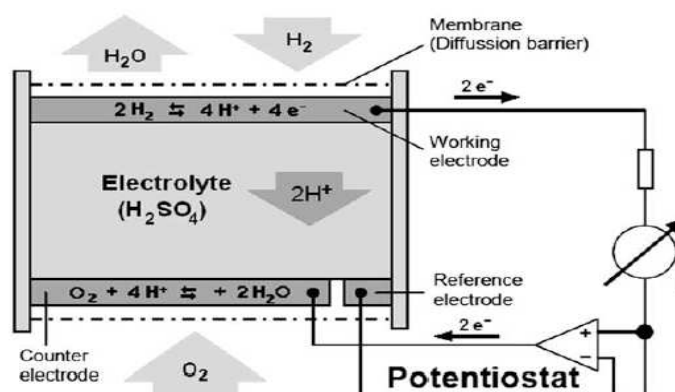 H₂O
H₂
Membrane
(Diffussion barrier)
2 e⁻
2 H₂ ⇆ 4 H⁺ + 4 e⁻
Working
electrode
Electrolyte
(H₂SO₄)
2H⁺
O₂ + 4 H⁺ ⇆ + 2 H₂O
Reference
electrode
2 e⁻
+
−
Counter
electrode
O₂
Potentiostat